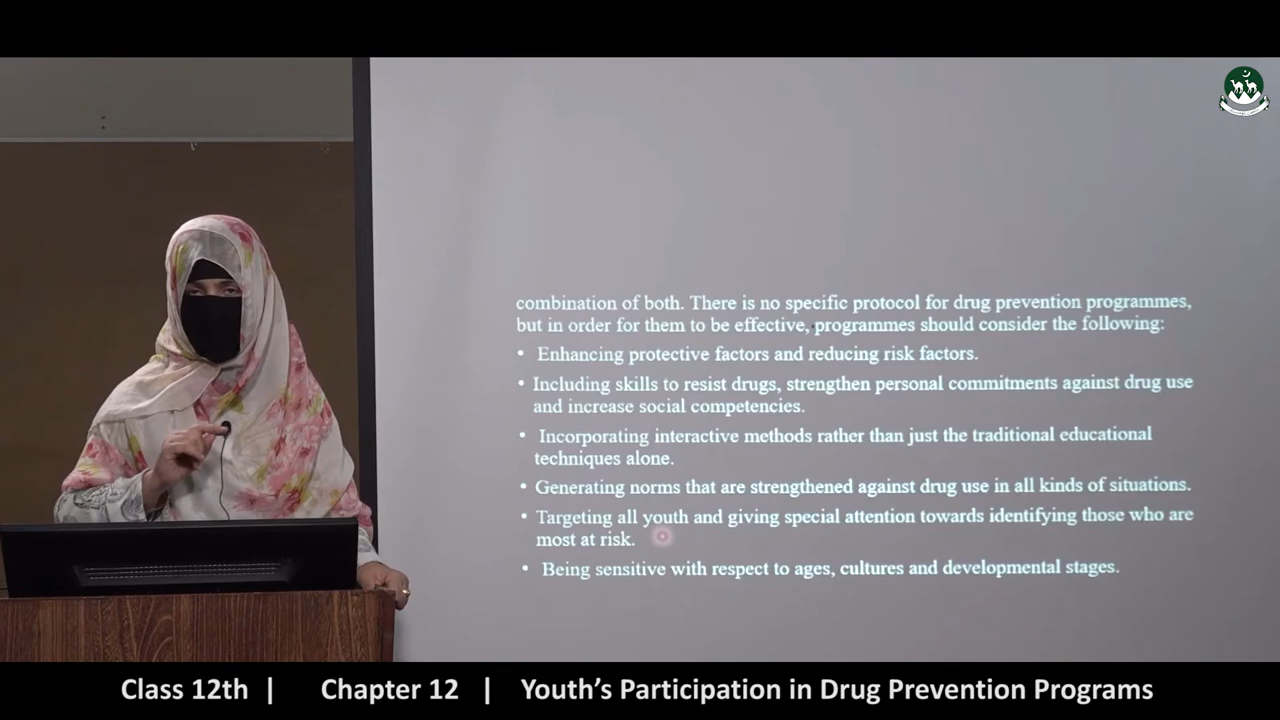 combination of both. There is no specific protocol for drug prevention programmes,
but in order for them to be effective, programmes should consider the following:
• Enhancing protective factors and reducing risk factors.
• Including skills to resist drugs, strengthen personal commitments against drug use
and increase social competencies.
• Incorporating interactive methods rather than just the traditional educational
techniques alone.
• Generating norms that are strengthened against drug use in all kinds of situations.
• Targeting all youth and giving special attention towards identifying those who are
most at risk.
• Being sensitive with respect to ages, cultures and developmental stages.
Class 12th | Chapter 12 | Youth’s Participation in Drug Prevention Programs